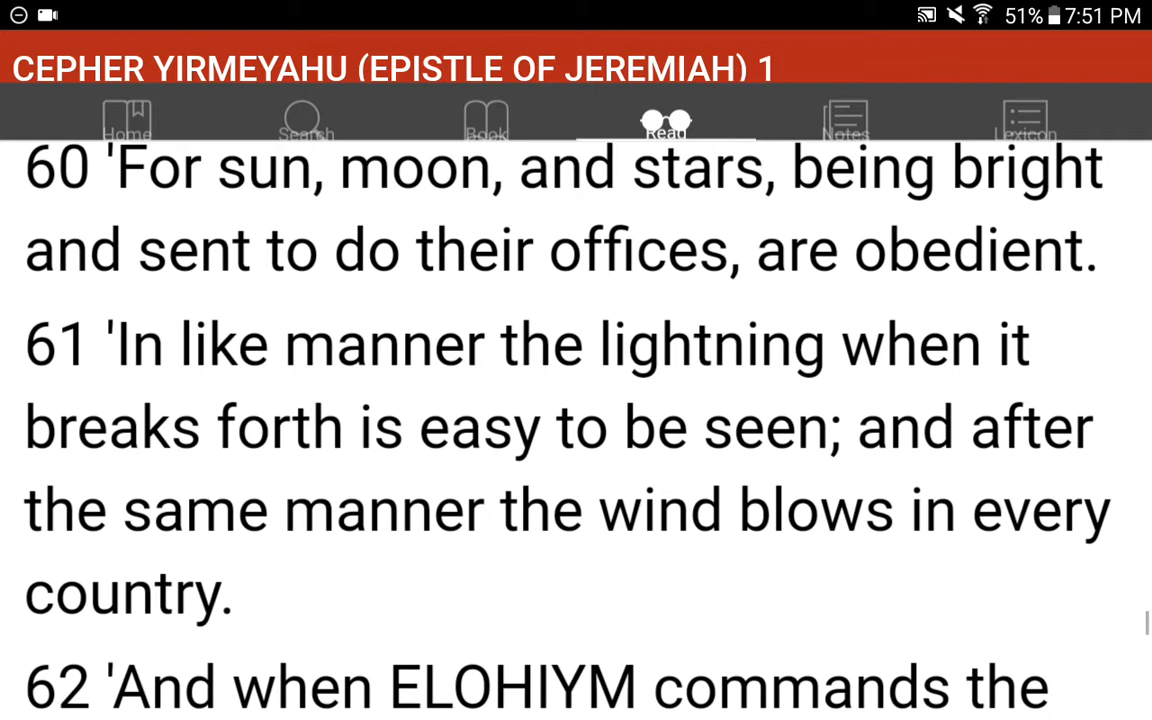 51% 7:51 PM
CEPHER YIRMEYAHU (EPISTLE OF JEREMIAH) 1
Home Search Book Read Notes Lexicon
60 'For sun, moon, and stars, being bright
and sent to do their offices, are obedient.
61 'In like manner the lightning when it
breaks forth is easy to be seen; and after
the same manner the wind blows in every
country.
62 'And when ELOHIYM commands the